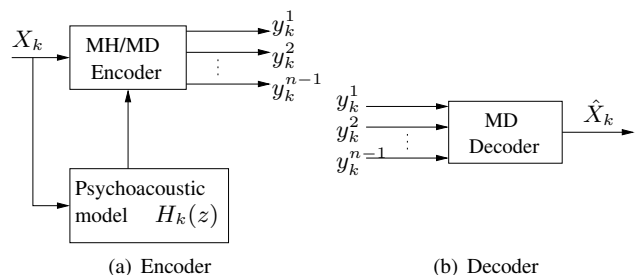 X_k
MH/MD
Encoder
y_k^1
y_k^2
⋮
y_k^{n-1}
Psychoacoustic
model H_k(z)
(a) Encoder
y_k^1
y_k^2
⋮
y_k^{n-1}
MD
Decoder
X̂_k
(b) Decoder